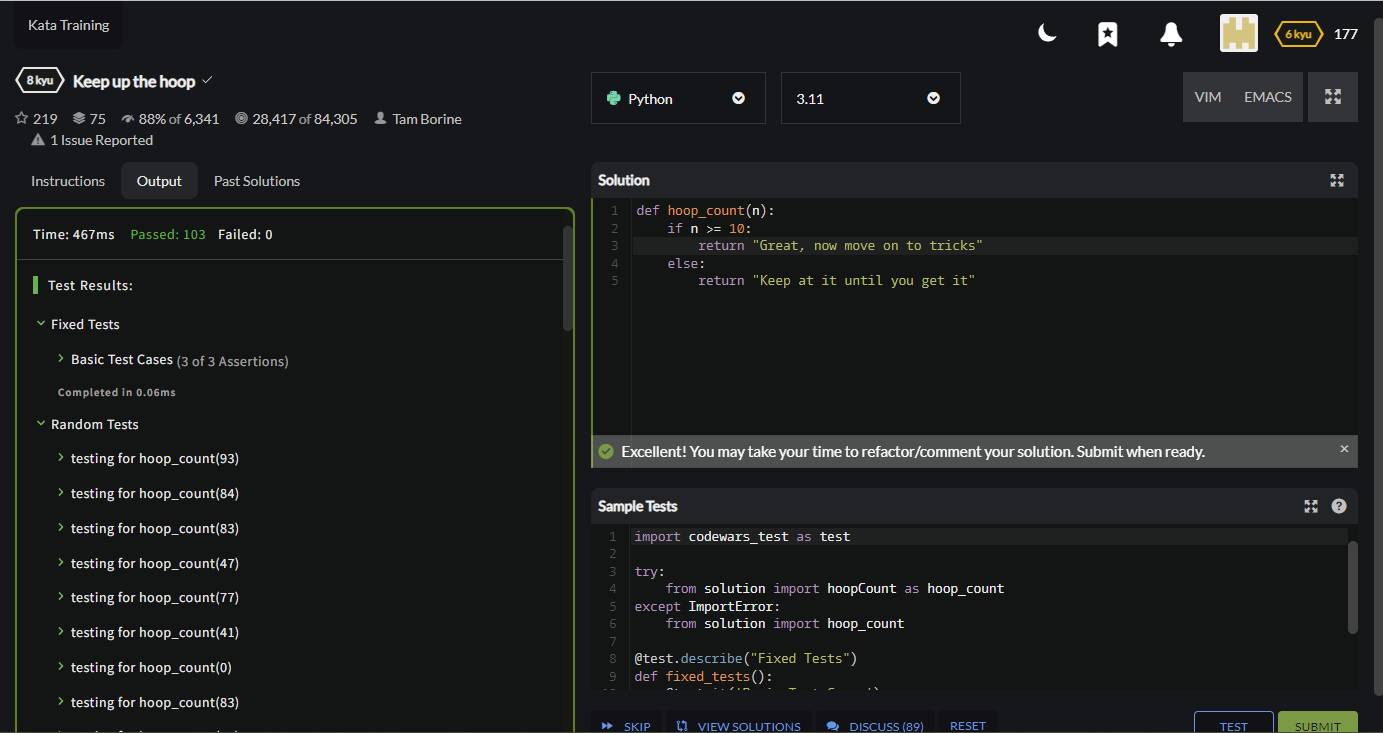 Kata Training
6 kyu 177
8 kyu Keep up the hoop
219 75 88% of 6,341 28,417 of 84,305 Tam Borine
1 Issue Reported
Instructions Output Past Solutions
Time: 467ms Passed: 103 Failed: 0
Test Results:
Fixed Tests
Basic Test Cases (3 of 3 Assertions)
Completed in 0.06ms
Random Tests
testing for hoop_count(93)
testing for hoop_count(84)
testing for hoop_count(83)
testing for hoop_count(47)
testing for hoop_count(77)
testing for hoop_count(41)
testing for hoop_count(0)
testing for hoop_count(83)
Python 3.11 VIM EMACS
Solution
1 def hoop_count(n):
2 if n >= 10:
3 return "Great, now move on to tricks"
4 else:
5 return "Keep at it until you get it"
Excellent! You may take your time to refactor/comment your solution. Submit when ready.
Sample Tests
1 import codewars_test as test
2
3 try:
4 from solution import hoopCount as hoop_count
5 except ImportError:
6 from solution import hoop_count
7
8 @test.describe("Fixed Tests")
9 def fixed_tests():
SKIP VIEW SOLUTIONS DISCUSS (89) RESET TEST SUBMIT